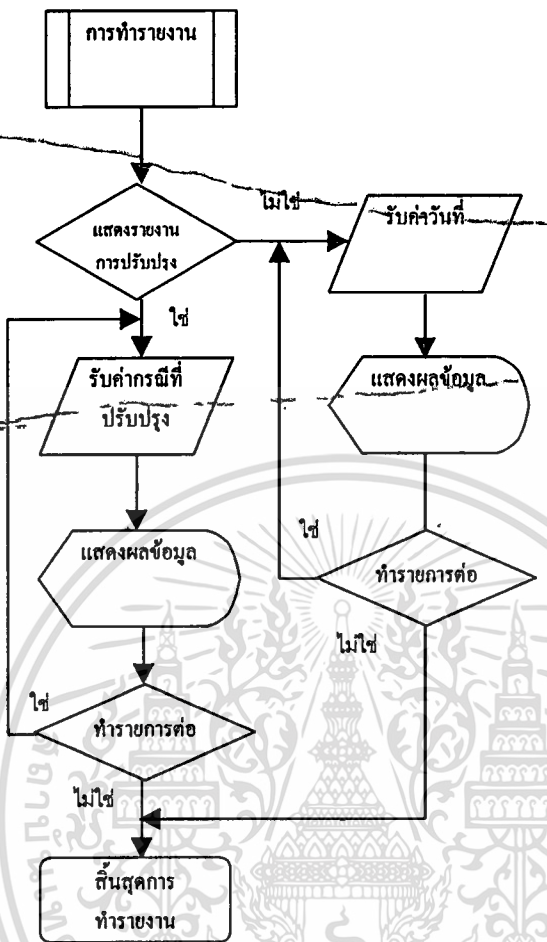 การทำรายงาน
แสดงรายงาน
การปรับปรุง
ไม่ใช่
รับค่าวันที่
ใช่
รับค่ากรณีที่
ปรับปรุง
แสดงผลข้อมูล
แสดงผลข้อมูล
ใช่
ทำรายการต่อ
ไม่ใช่
ใช่
ทำรายการต่อ
ไม่ใช่
สิ้นสุดการ
ทำรายงาน